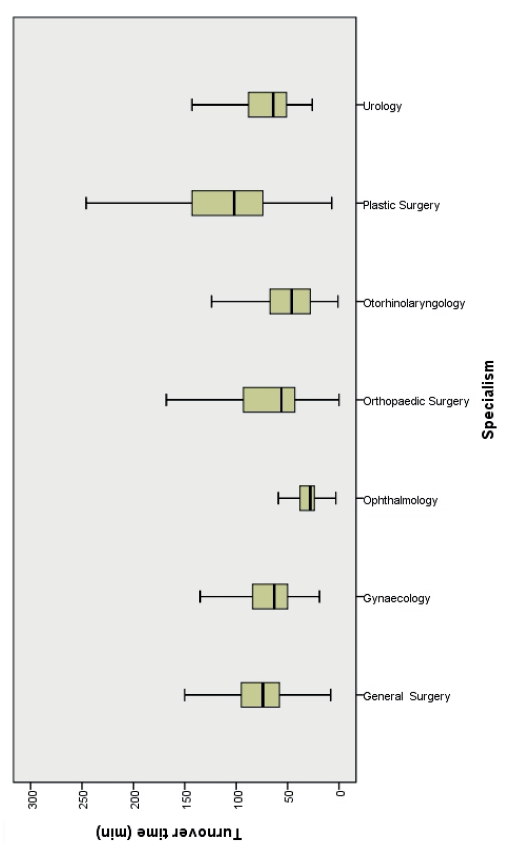 Urology
Plastic Surgery
Otorhinolaryngology
Orthopaedic Surgery
Ophthalmology
Gynaecology
General Surgery
Specialism
300
250
200
150
100
50
0
Turnover time (min)